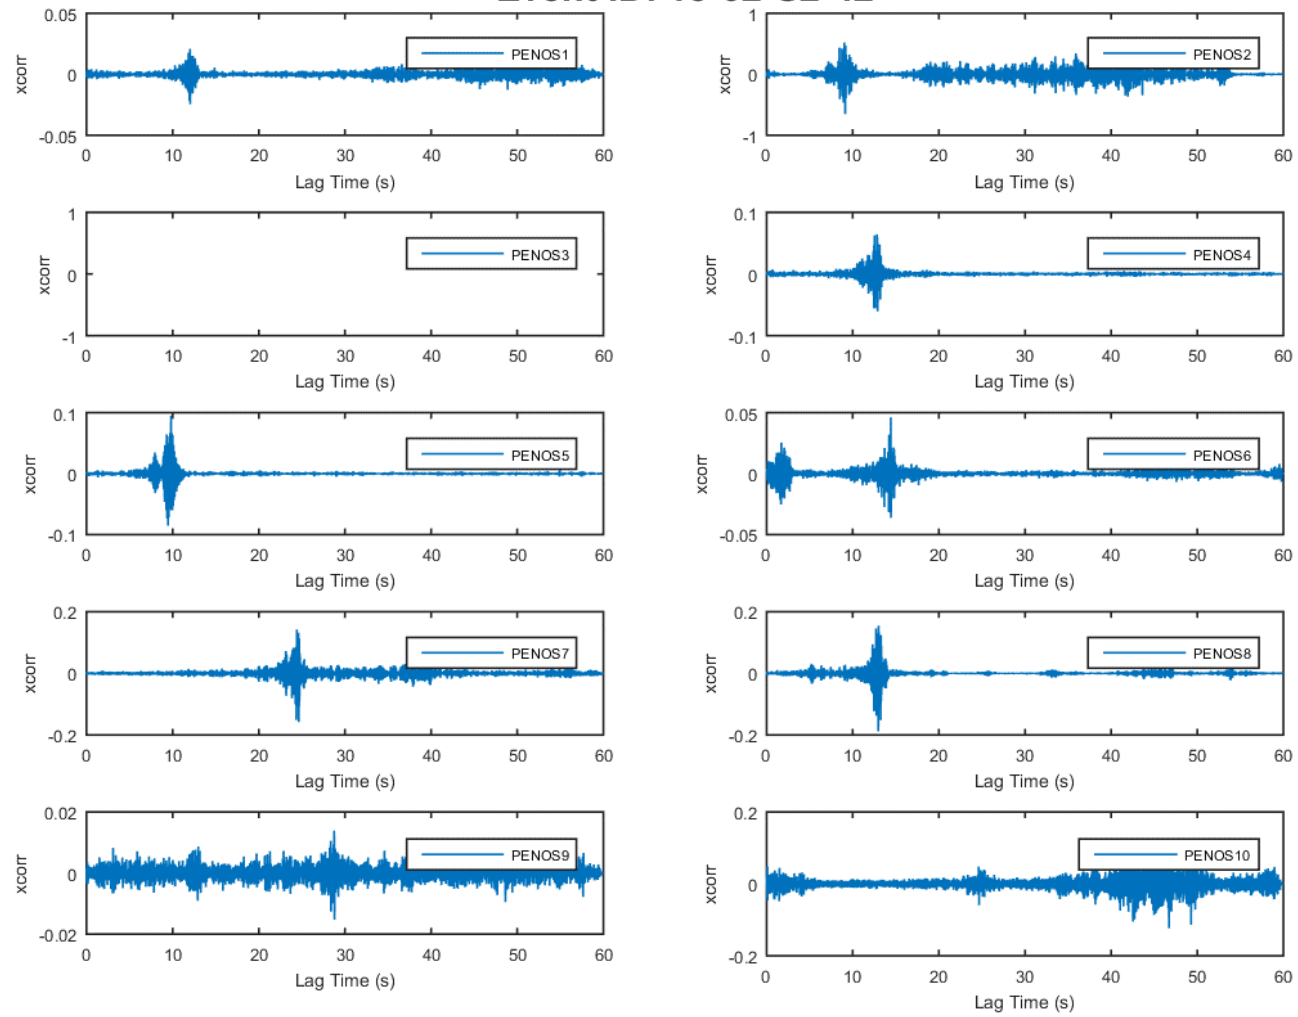 0.05
0
-0.05
xcorr
PENOS1
0 10 20 30 40 50 60
Lag Time (s)
1
0
-1
xcorr
PENOS2
0 10 20 30 40 50 60
Lag Time (s)
1
0
-1
xcorr
PENOS3
0 10 20 30 40 50 60
Lag Time (s)
0.1
0
-0.1
xcorr
PENOS4
0 10 20 30 40 50 60
Lag Time (s)
0.1
0
-0.1
xcorr
PENOS5
0 10 20 30 40 50 60
Lag Time (s)
0.05
0
-0.05
xcorr
PENOS6
0 10 20 30 40 50 60
Lag Time (s)
0.2
0
-0.2
xcorr
PENOS7
0 10 20 30 40 50 60
Lag Time (s)
0.2
0
-0.2
xcorr
PENOS8
0 10 20 30 40 50 60
Lag Time (s)
0.02
0
-0.02
xcorr
PENOS9
0 10 20 30 40 50 60
Lag Time (s)
0.2
0
-0.2
xcorr
PENOS10
0 10 20 30 40 50 60
Lag Time (s)